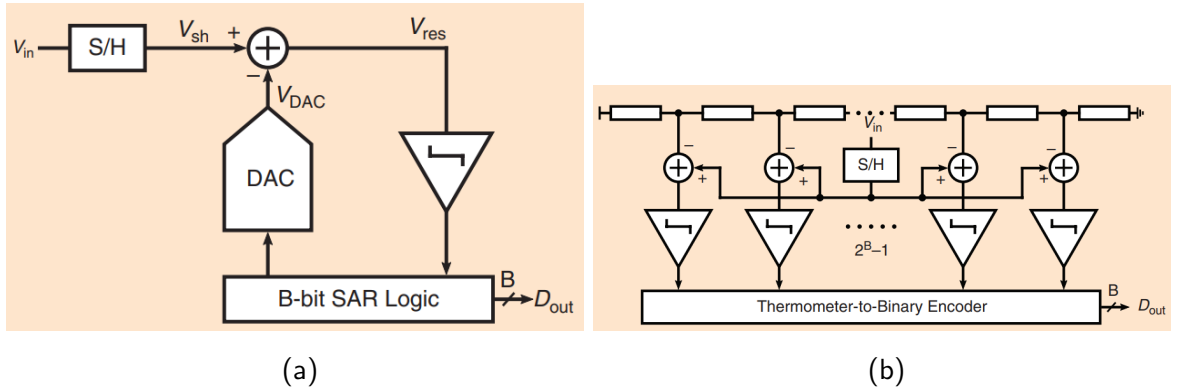 V_in
S/H
V_sh
+
−
V_res
V_DAC
DAC
B-bit SAR Logic
B
D_out
(a)
V_in
− − − −
S/H
+ + + +
2^B–1
Thermometer-to-Binary Encoder
B
D_out
(b)